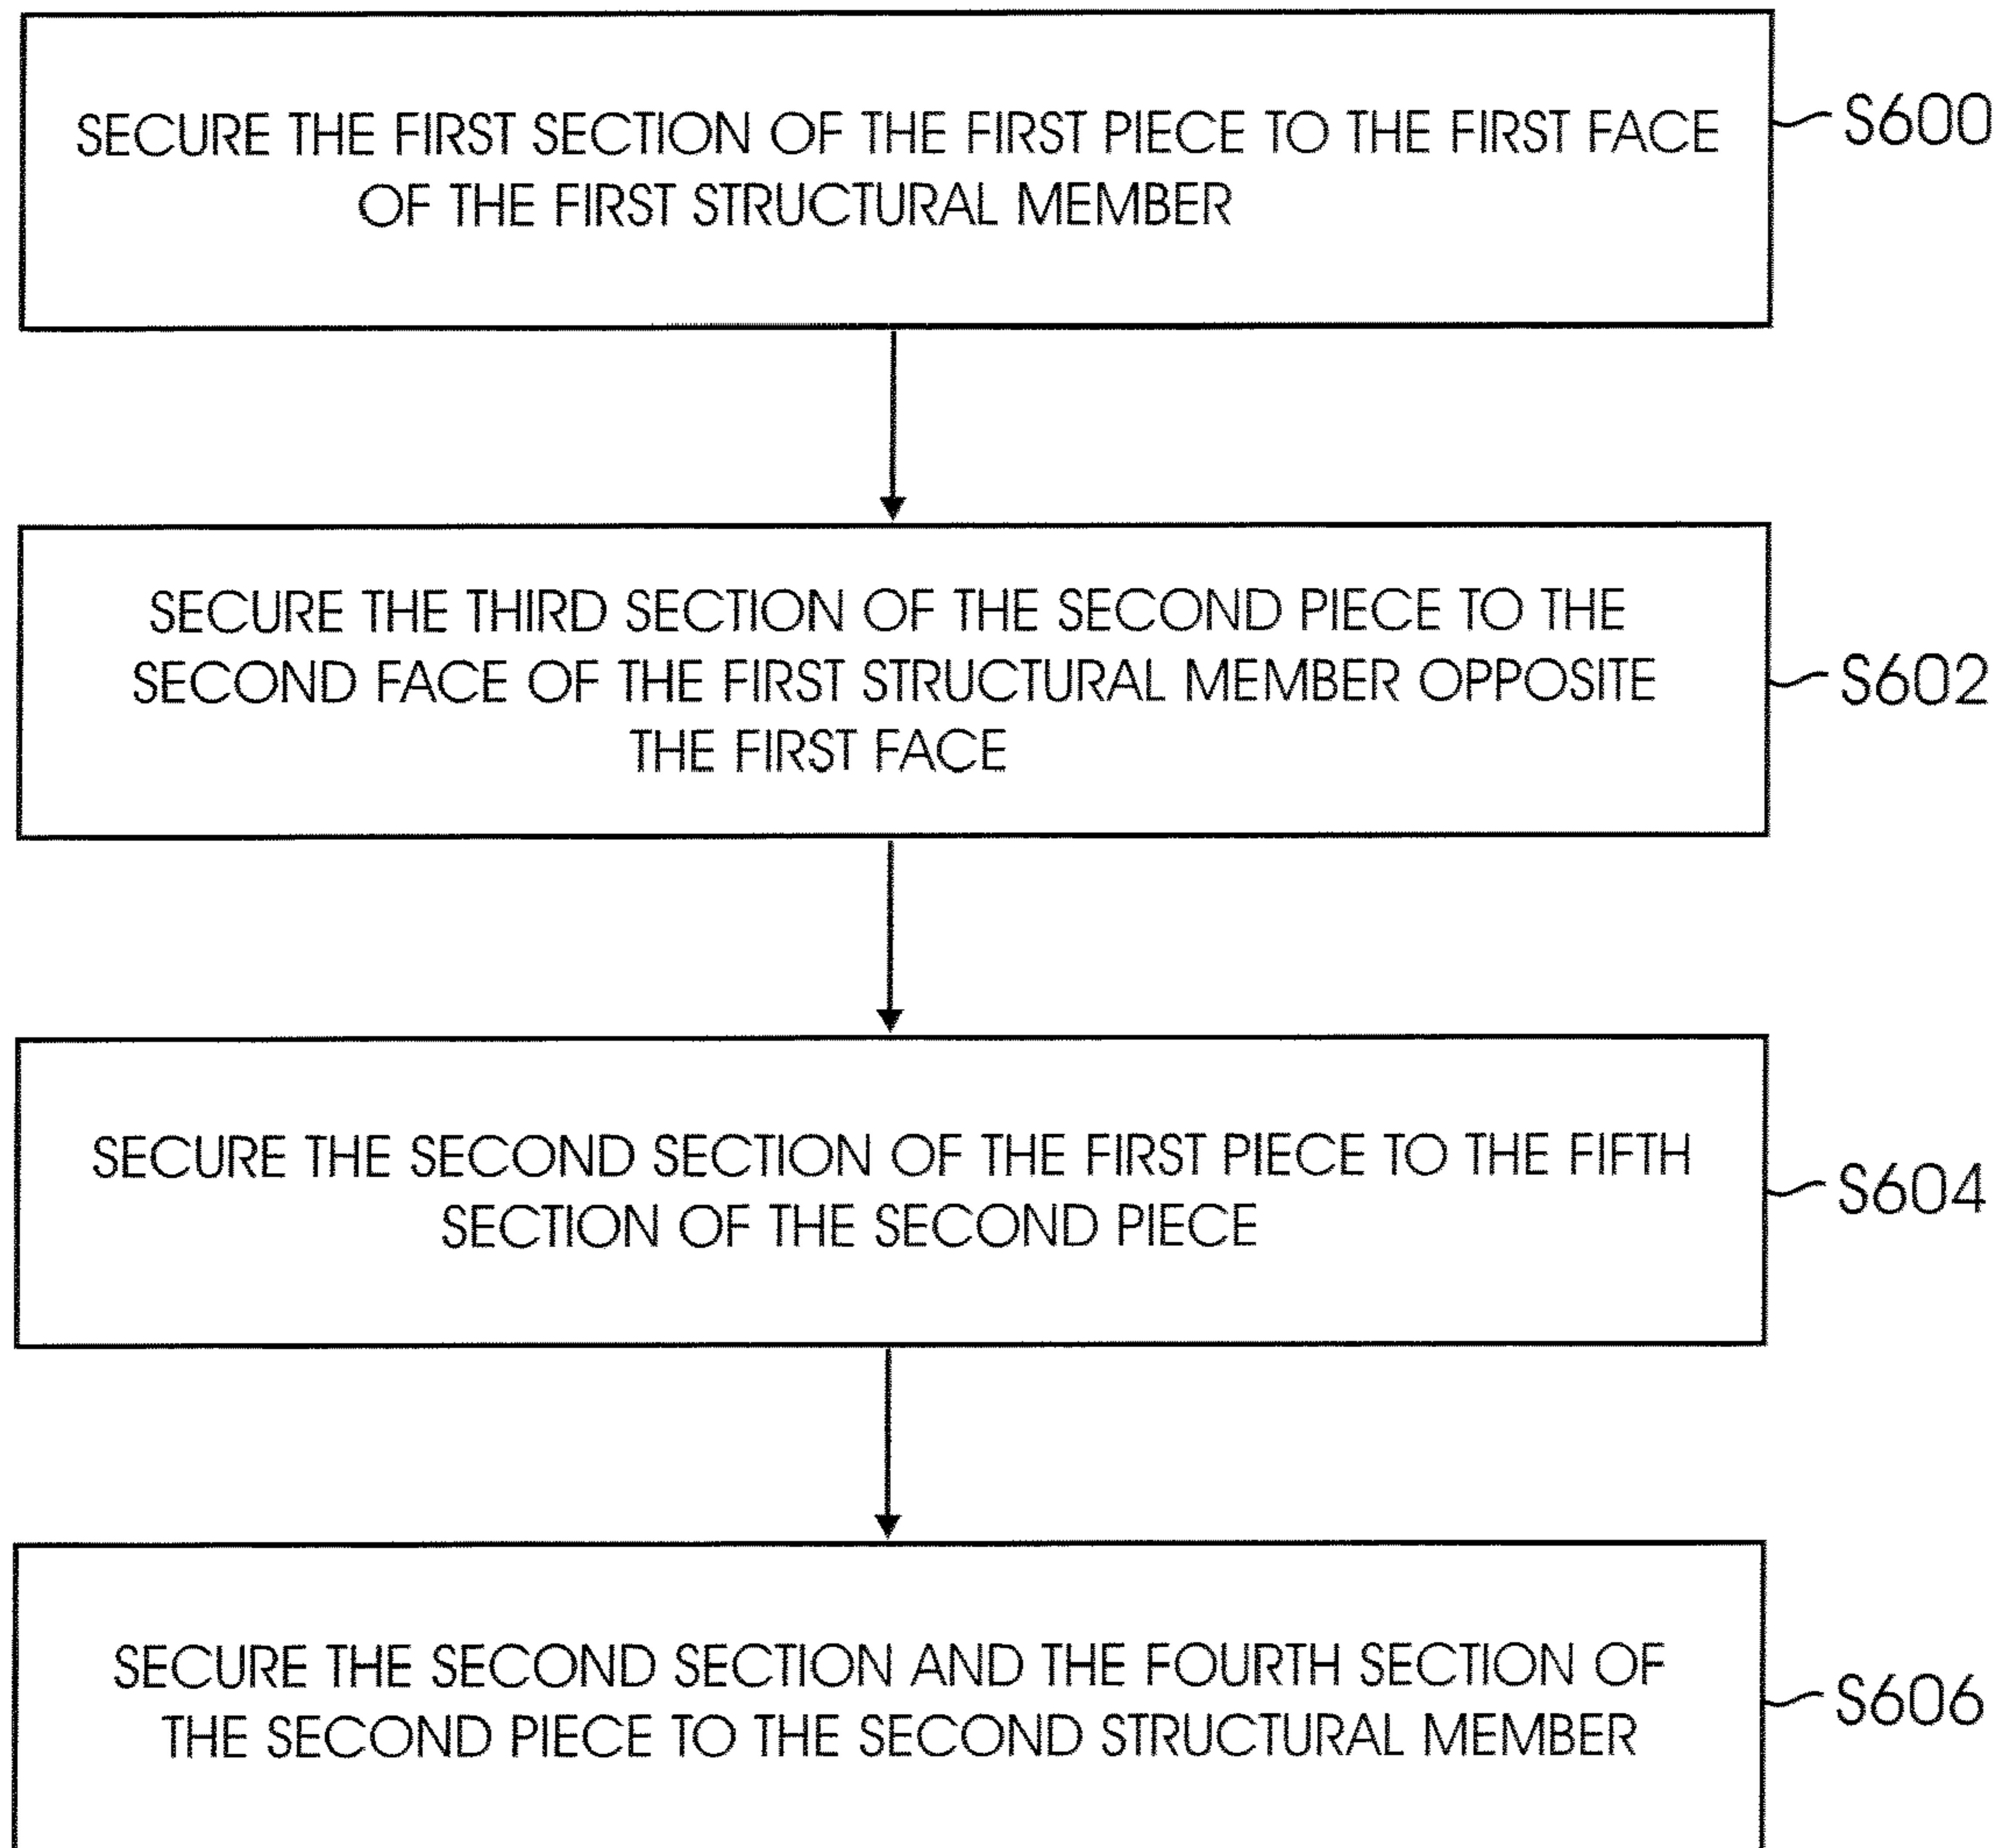 SECURE THE FIRST SECTION OF THE FIRST PIECE TO THE FIRST FACE
OF THE FIRST STRUCTURAL MEMBER
S600
SECURE THE THIRD SECTION OF THE SECOND PIECE TO THE
SECOND FACE OF THE FIRST STRUCTURAL MEMBER OPPOSITE
THE FIRST FACE
S602
SECURE THE SECOND SECTION OF THE FIRST PIECE TO THE FIFTH
SECTION OF THE SECOND PIECE
S604
SECURE THE SECOND SECTION AND THE FOURTH SECTION OF
THE SECOND PIECE TO THE SECOND STRUCTURAL MEMBER
S606